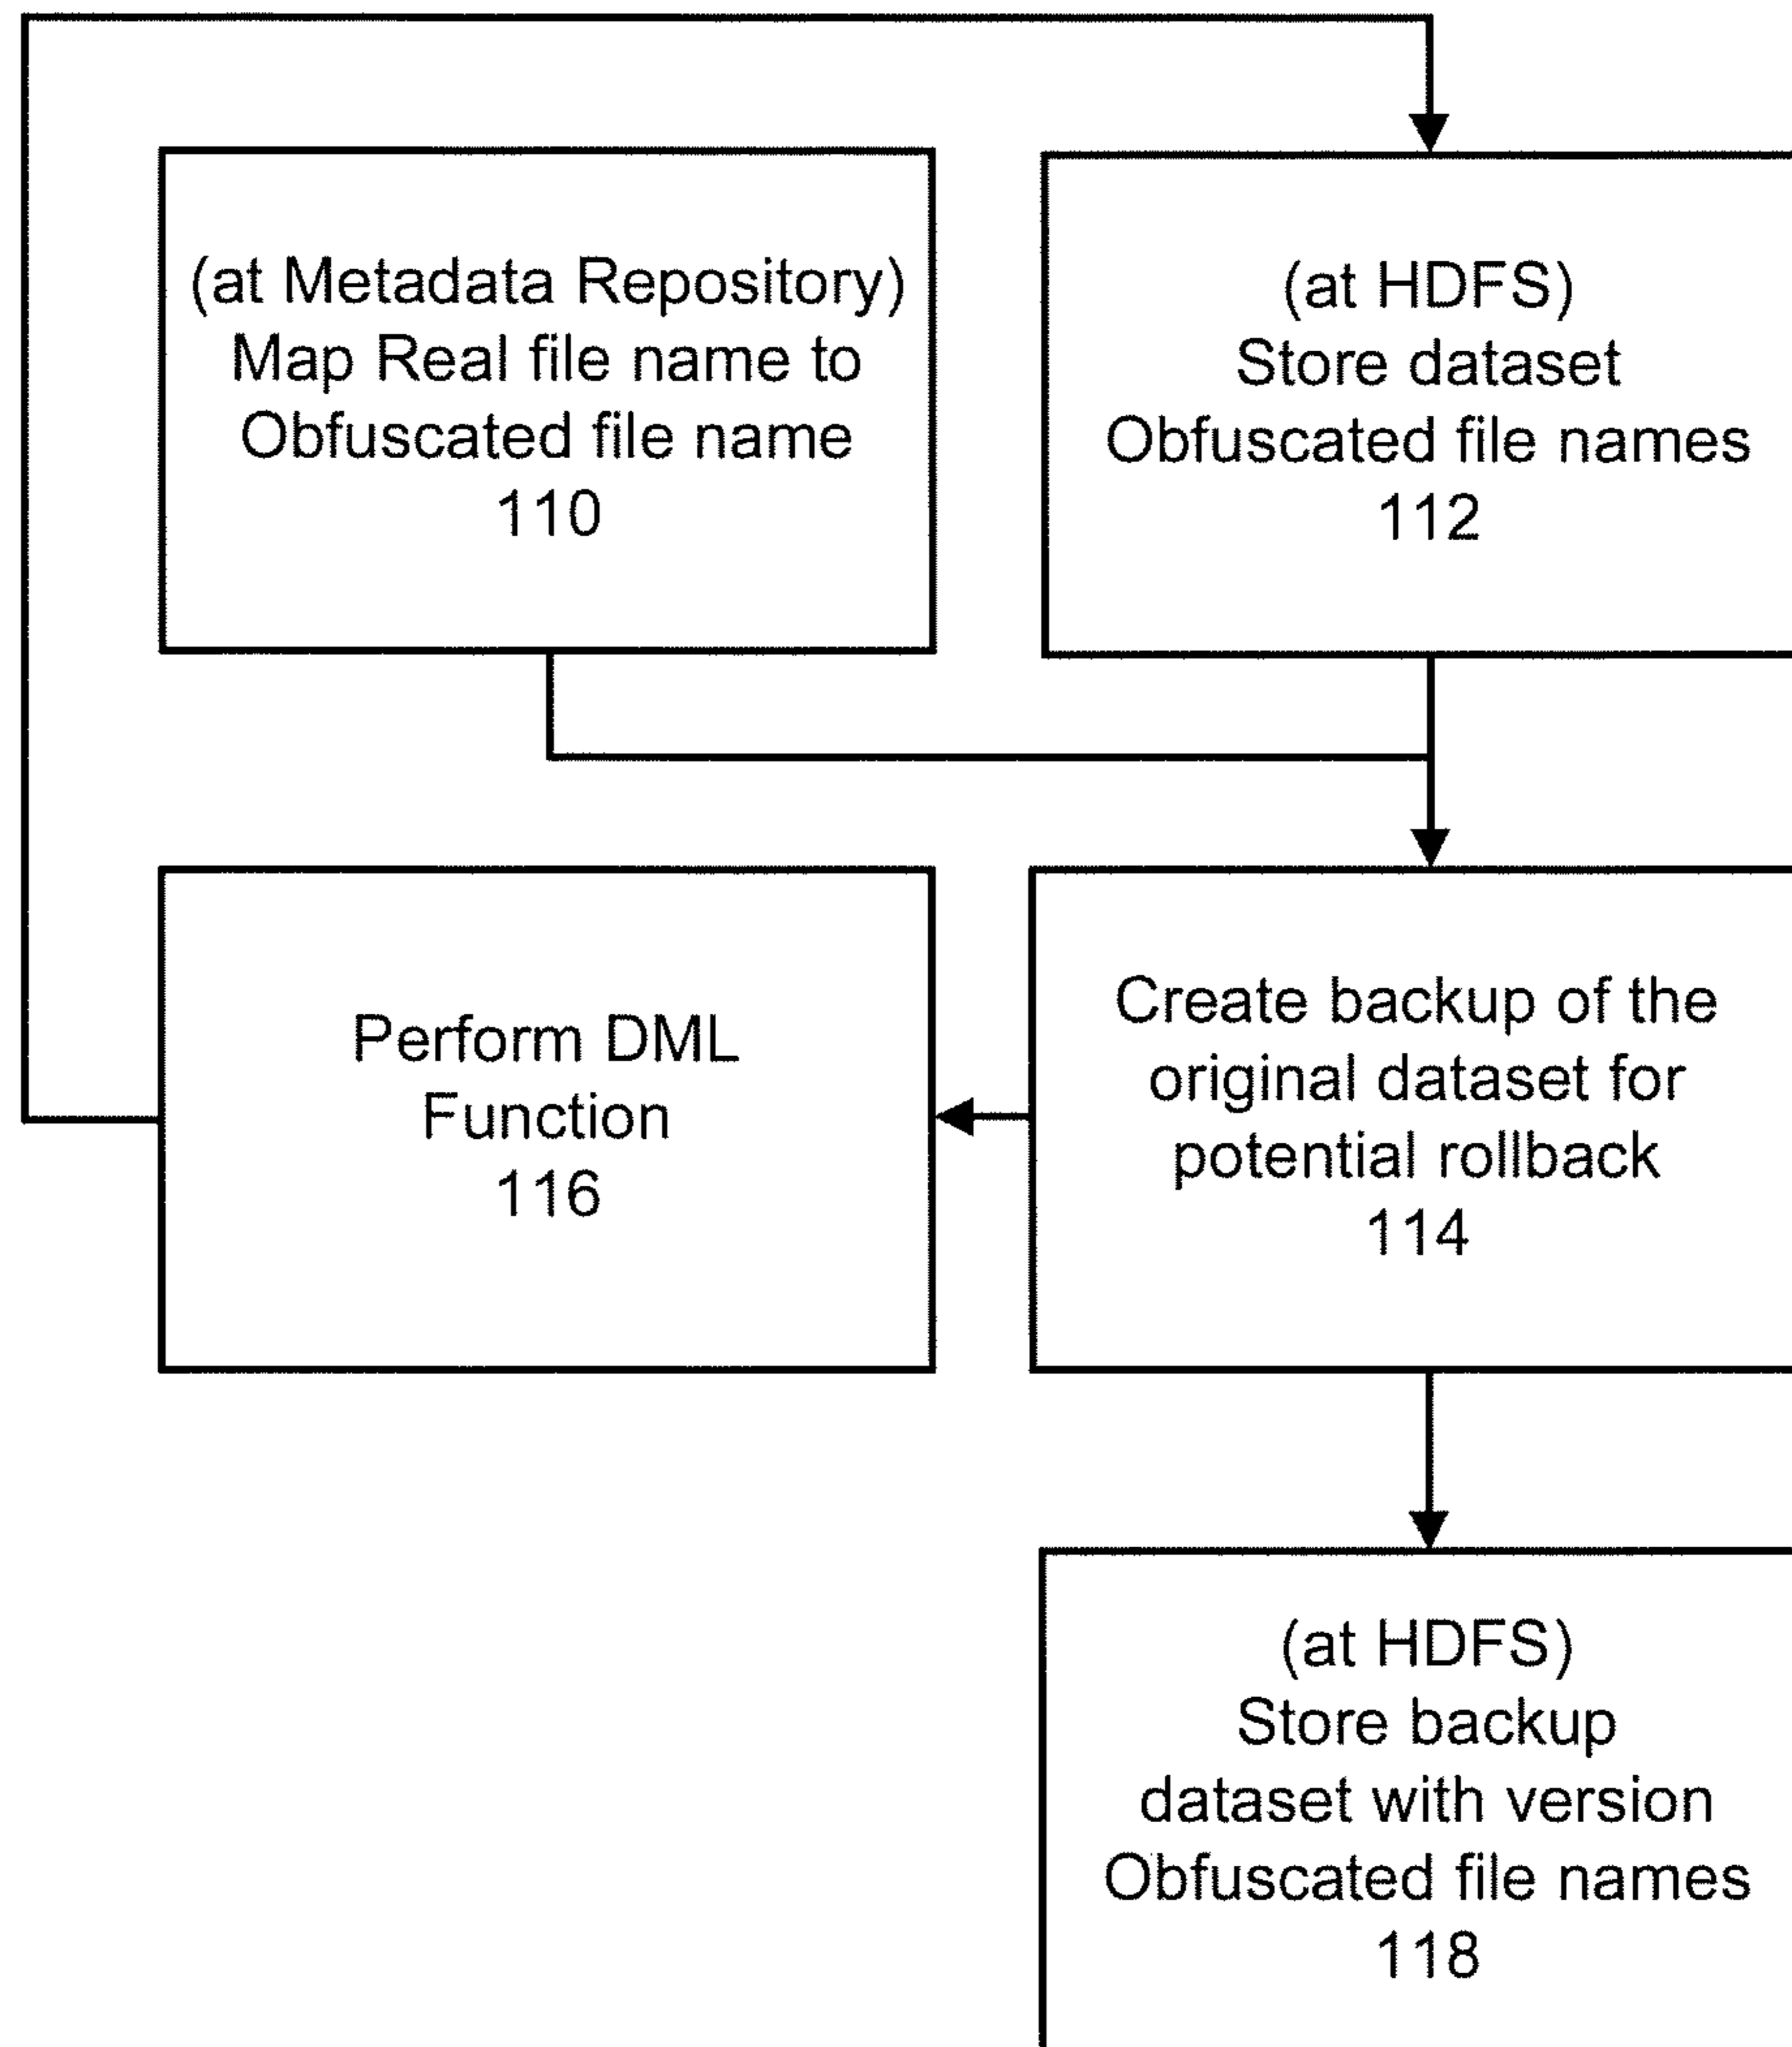 (at Metadata Repository)
Map Real file name to
Obfuscated file name
110
(at HDFS)
Store dataset
Obfuscated file names
112
Perform DML
Function
116
Create backup of the
original dataset for
potential rollback
114
(at HDFS)
Store backup
dataset with version
Obfuscated file names
118